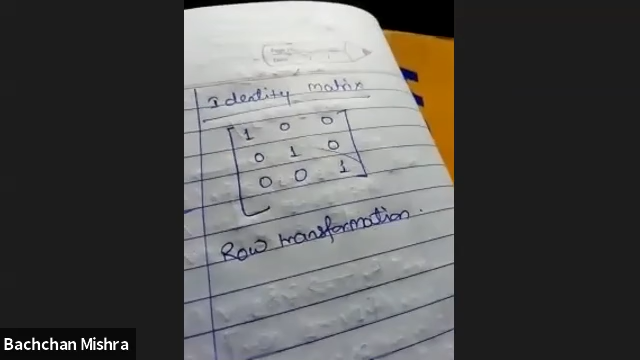 Identity matrix
1 0 0
0 1 0
0 0 1
Row transformation.
Bachchan Mishra